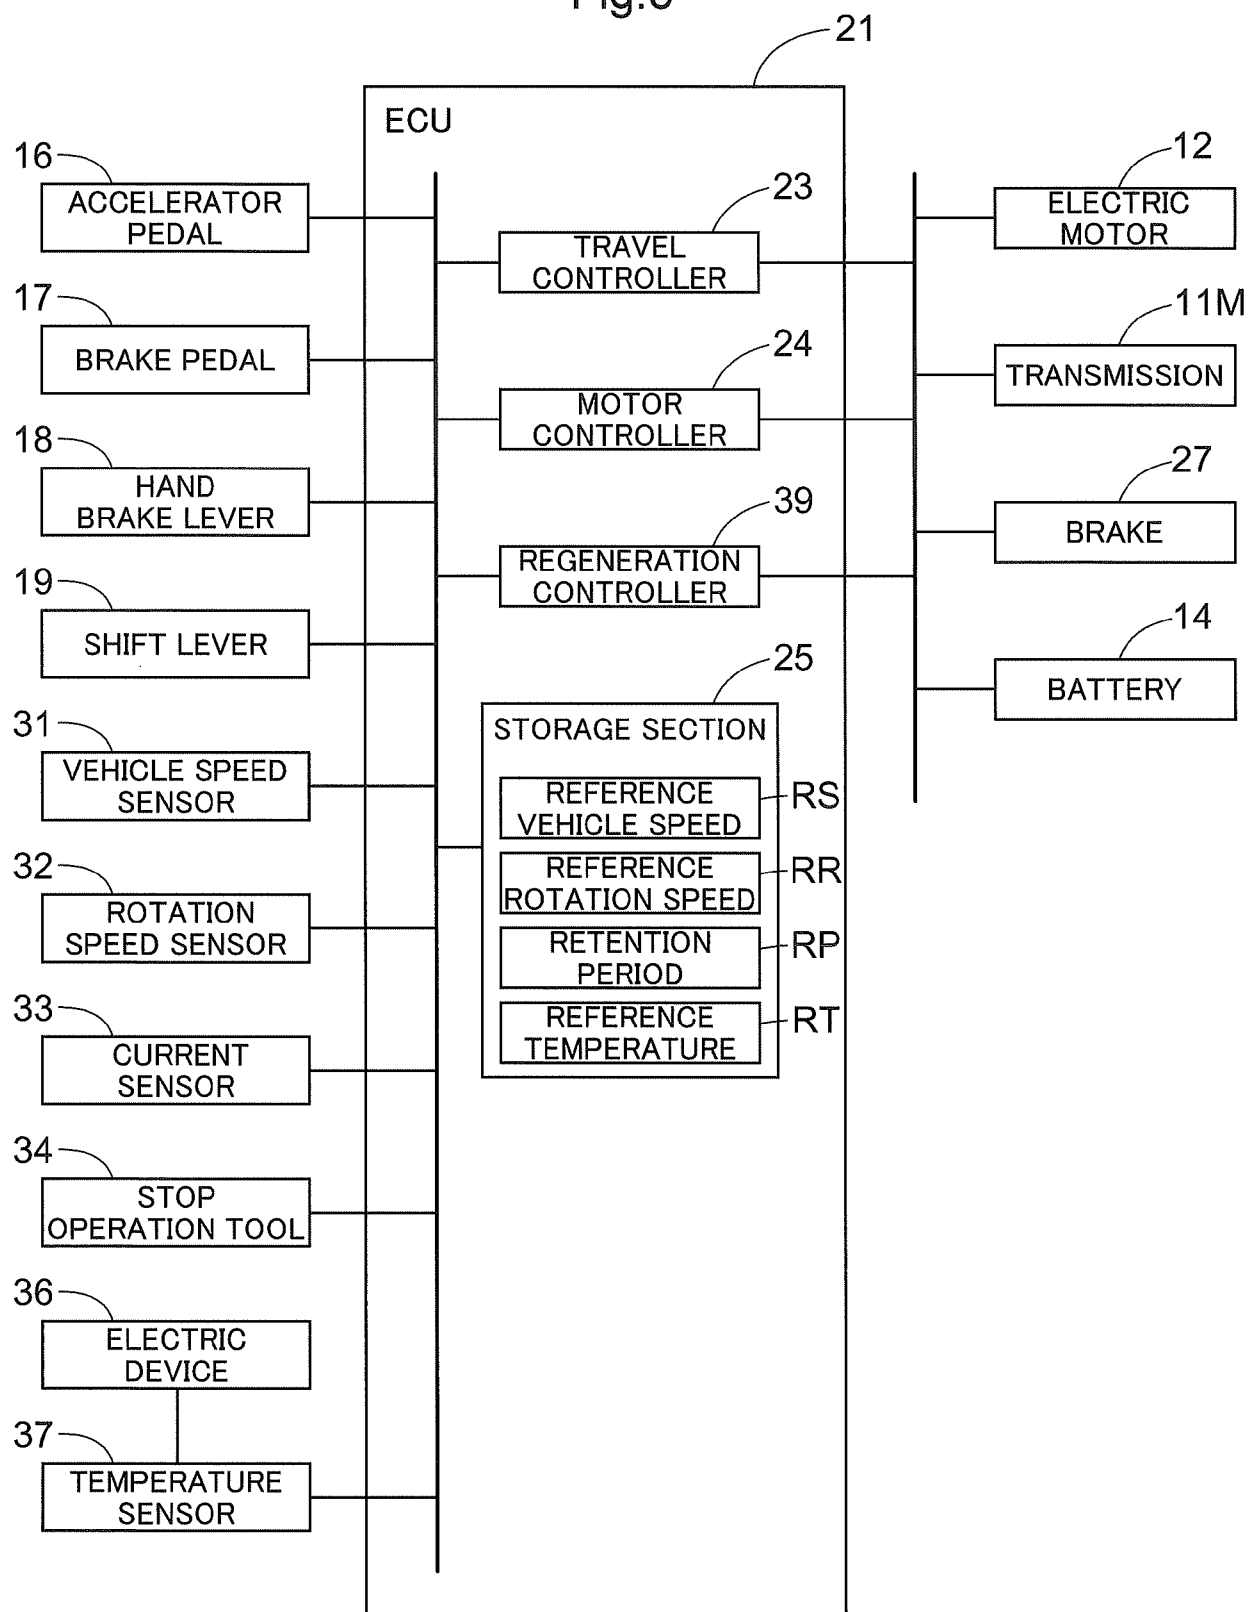 21
ECU
16
ACCELERATOR
PEDAL
17
BRAKE PEDAL
18
HAND
BRAKE LEVER
19
SHIFT LEVER
31
VEHICLE SPEED
SENSOR
32
ROTATION
SPEED SENSOR
33
CURRENT
SENSOR
34
STOP
OPERATION TOOL
36
ELECTRIC
DEVICE
37
TEMPERATURE
SENSOR
23
TRAVEL
CONTROLLER
24
MOTOR
CONTROLLER
39
REGENERATION
CONTROLLER
25
STORAGE SECTION
REFERENCE
VEHICLE SPEED
RS
REFERENCE
ROTATION SPEED
RR
RETENTION
PERIOD
RP
REFERENCE
TEMPERATURE
RT
12
ELECTRIC
MOTOR
11M
TRANSMISSION
27
BRAKE
14
BATTERY